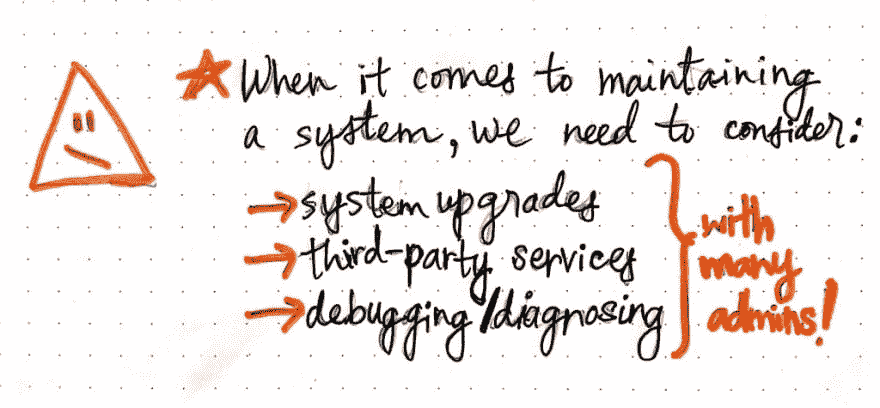 When it comes to maintaining
a system, we need to consider:
→ system upgrades
→ third-party services
→ debugging/diagnosing
with
many
admins!